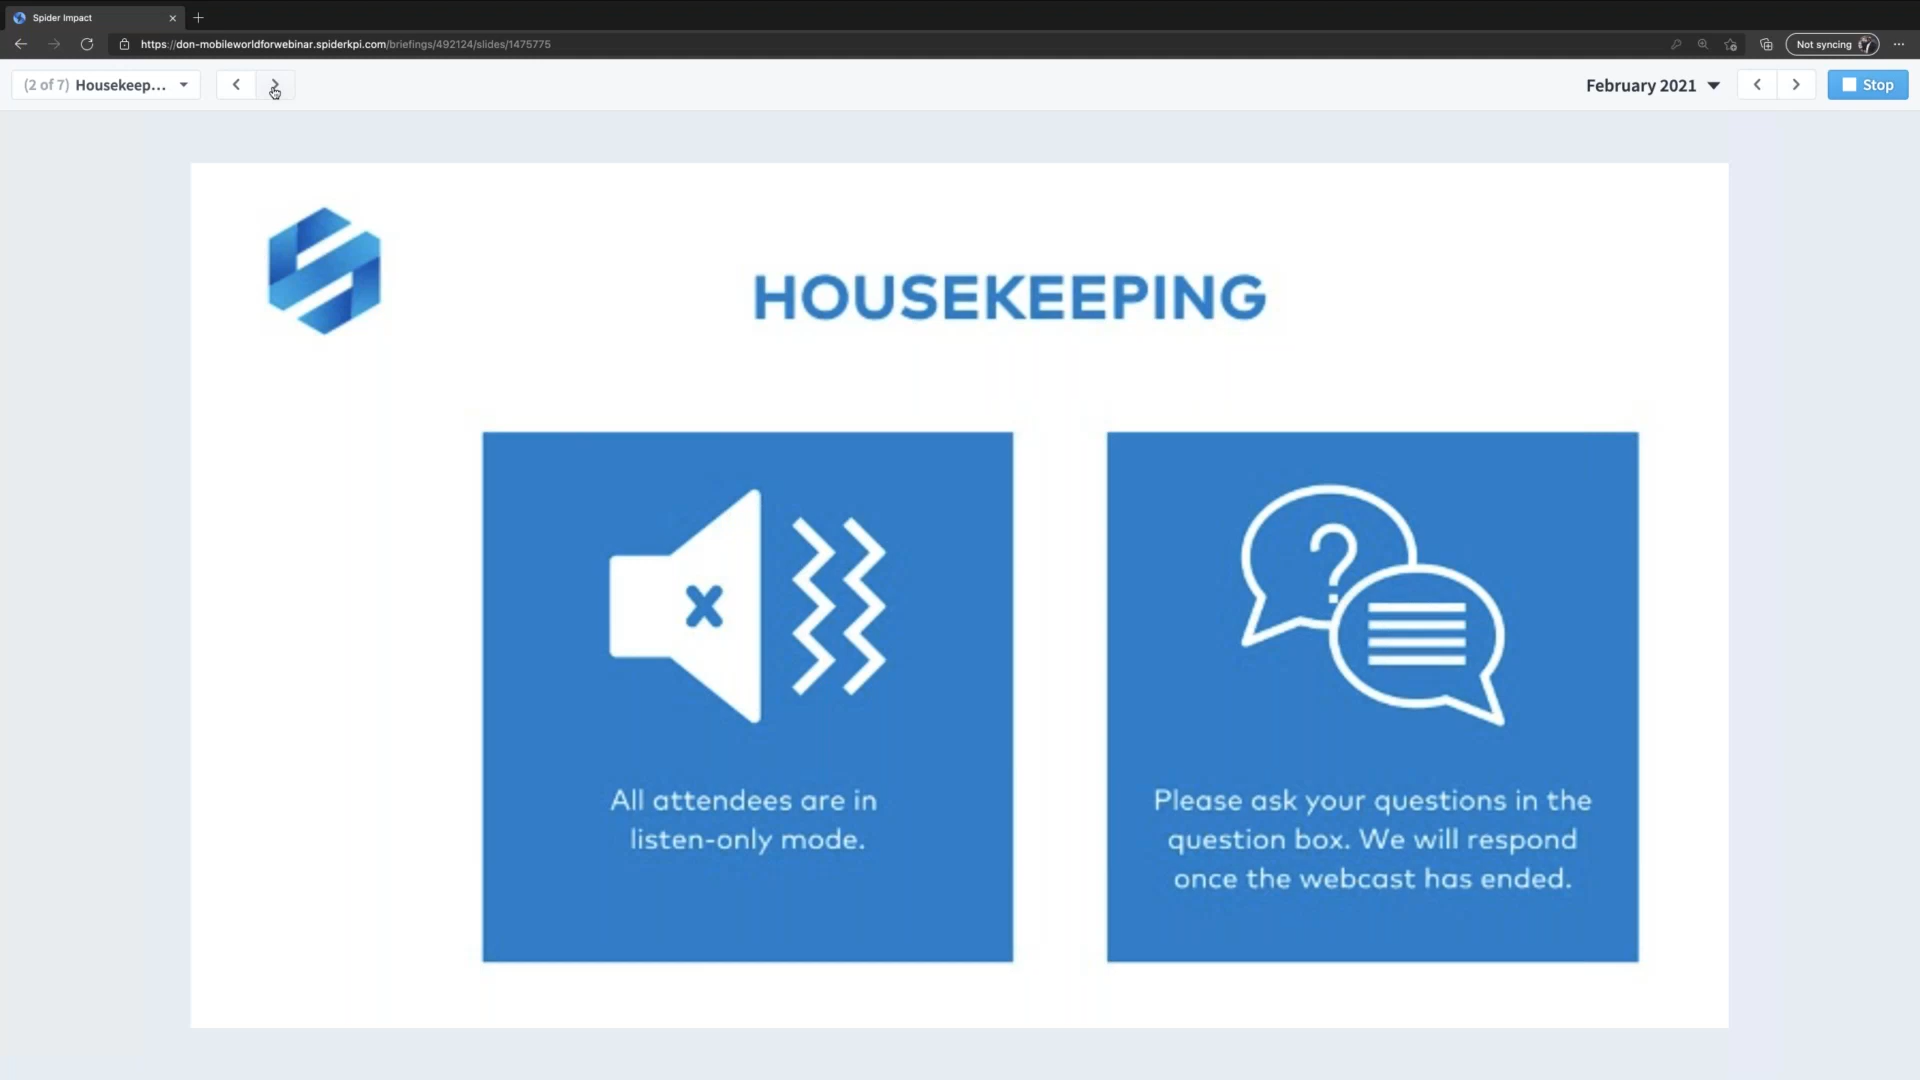 Spider Impact
https://don-mobileworldforwebinar.spiderkpi.com/briefings/492124/slides/1475775
Not syncing
(2 of 7) Housekeep...
February 2021
Stop
HOUSEKEEPING
?
x
All attendees are in
listen-only mode.
Please ask your questions in the
question box. We will respond
once the webcast has ended.